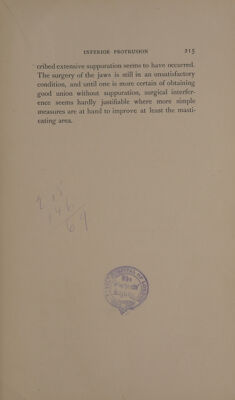 INFERIOR PROTRUSION 215
cribed extensive suppuration seems to have occurred.
The surgery of the jaws is still in an unsatisfactory
condition, and until one is more certain of obtaining
good union without suppuration, surgical interfer-
ence seems hardly justifiable where more simple
measures are at hand to improve at least the masti-
cating area.